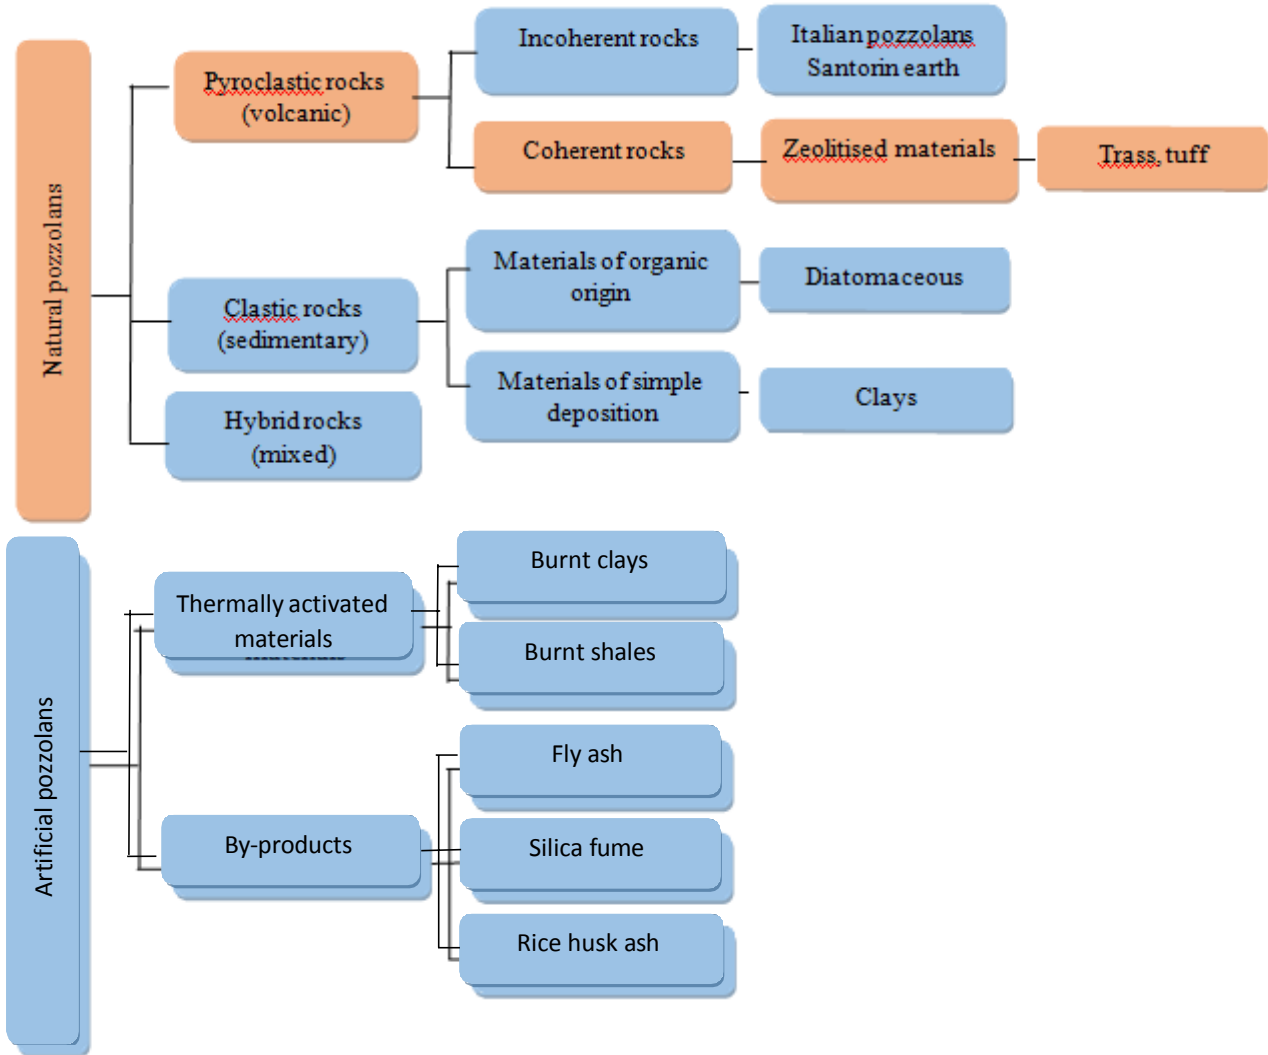 Natural pozzolans
Pyroclastic rocks
(volcanic)
Incoherent rocks
Italian pozzolans
Santorin earth
Coherent rocks
Zeolitised materials
Trass, tuff
Clastic rocks
(sedimentary)
Materials of organic
origin
Diatomaceous
Materials of simple
deposition
Clays
Hybrid rocks
(mixed)
Artificial pozzolans
Thermally activated
materials
Burnt clays
Burnt shales
By-products
Fly ash
Silica fume
Rice husk ash